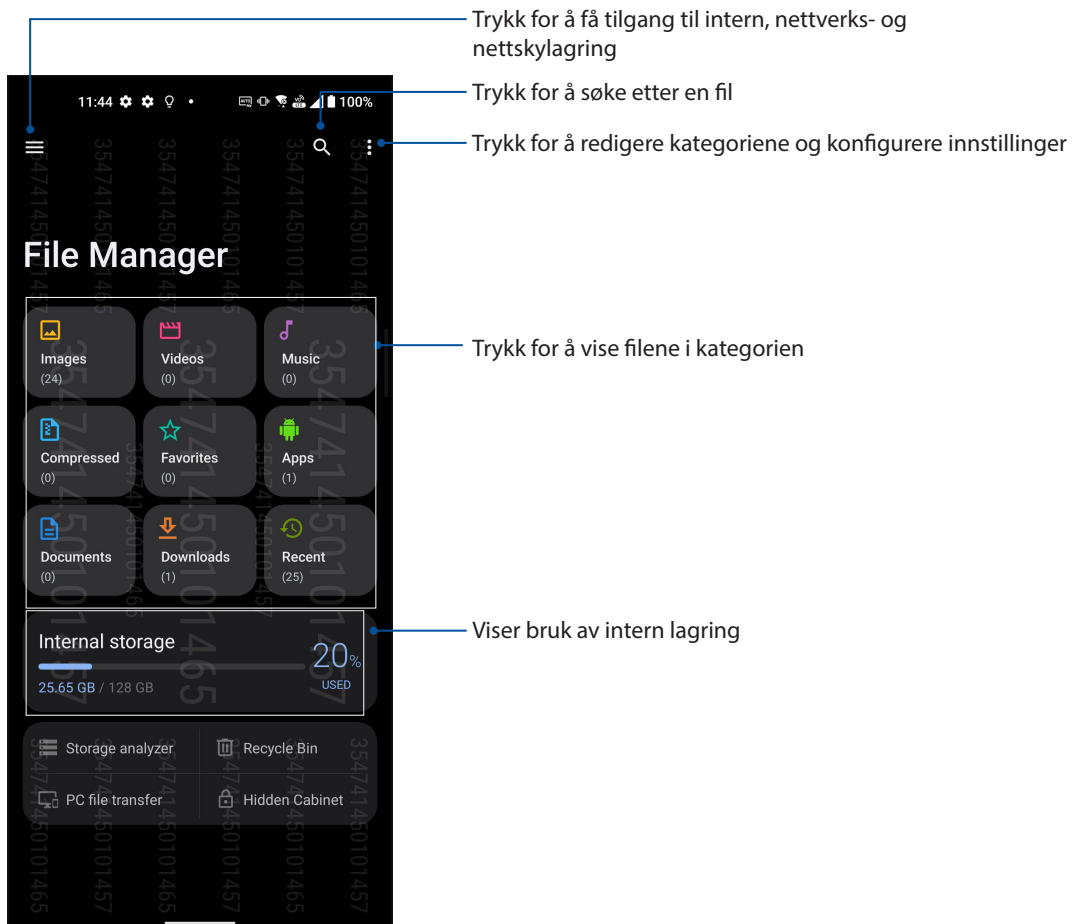 Trykk for å få tilgang til intern, nettverks- og
nettskylagring
11:44 100%
Trykk for å søke etter en fil
Trykk for å redigere kategoriene og konfigurere innstillinger
File Manager
Images
(24)
Videos
(0)
Music
(0)
Trykk for å vise filene i kategorien
Compressed
(0)
Favorites
(0)
Apps
(1)
Documents
(0)
Downloads
(1)
Recent
(25)
Internal storage
20%
USED
25.65 GB / 128 GB
Viser bruk av intern lagring
Storage analyzer
Recycle Bin
PC file transfer
Hidden Cabinet
354741450101457
354741450101465